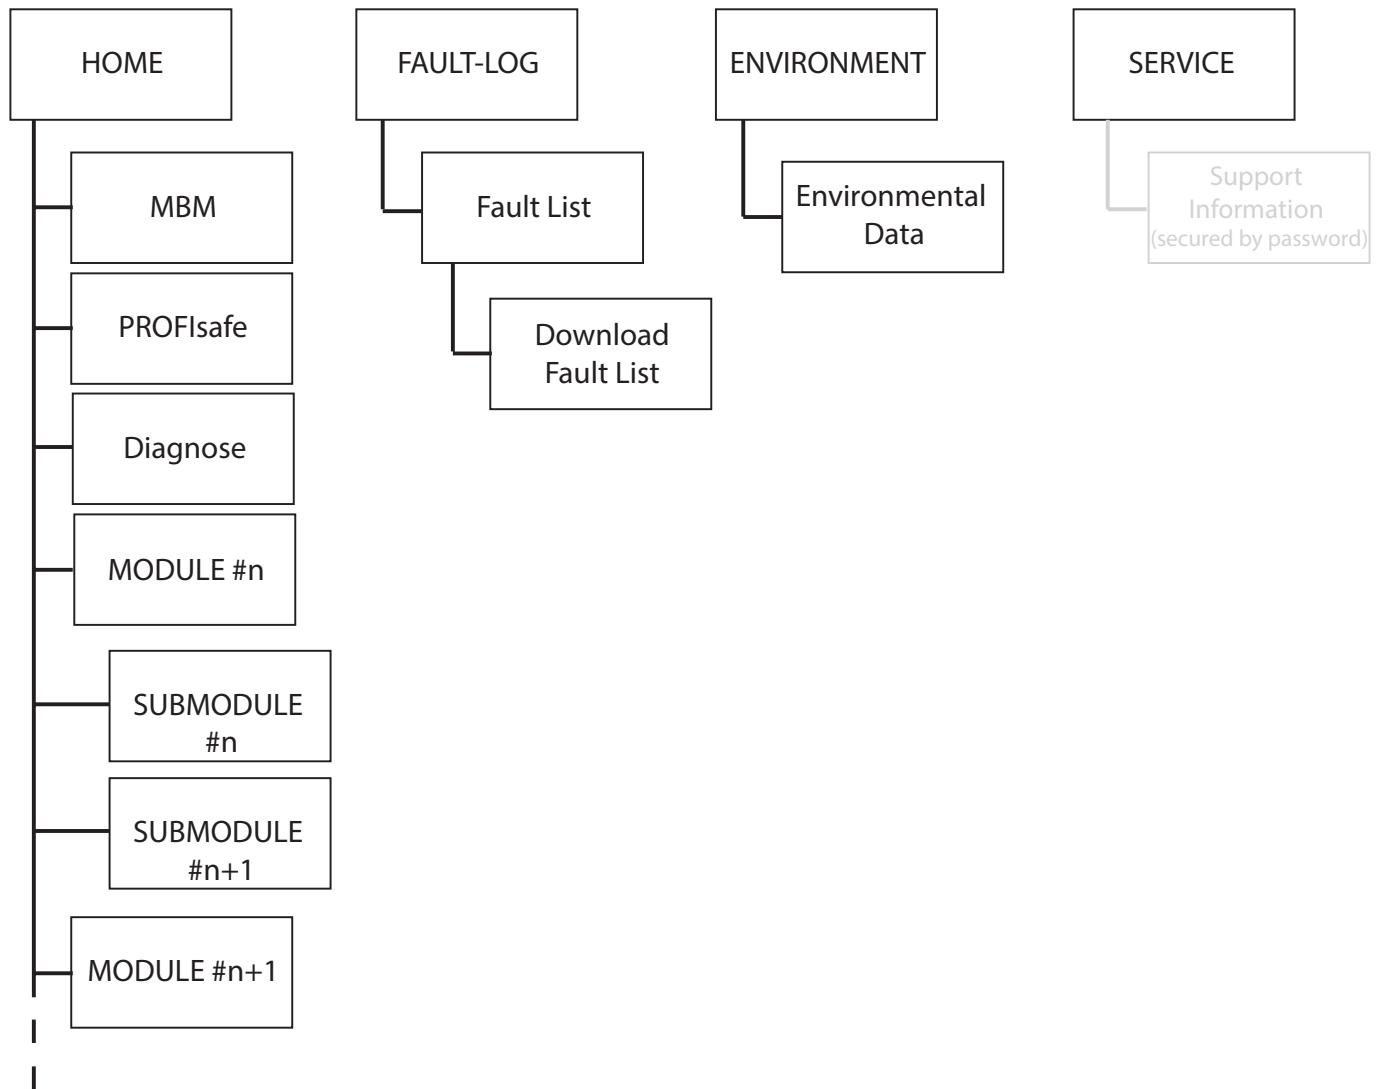 HOME
FAULT-LOG
ENVIRONMENT
SERVICE
MBM
PROFIsafe
Diagnose
MODULE #n
SUBMODULE
#n
SUBMODULE
#n+1
MODULE #n+1
Fault List
Download
Fault List
Environmental
Data
Support
Information
(secured by password)